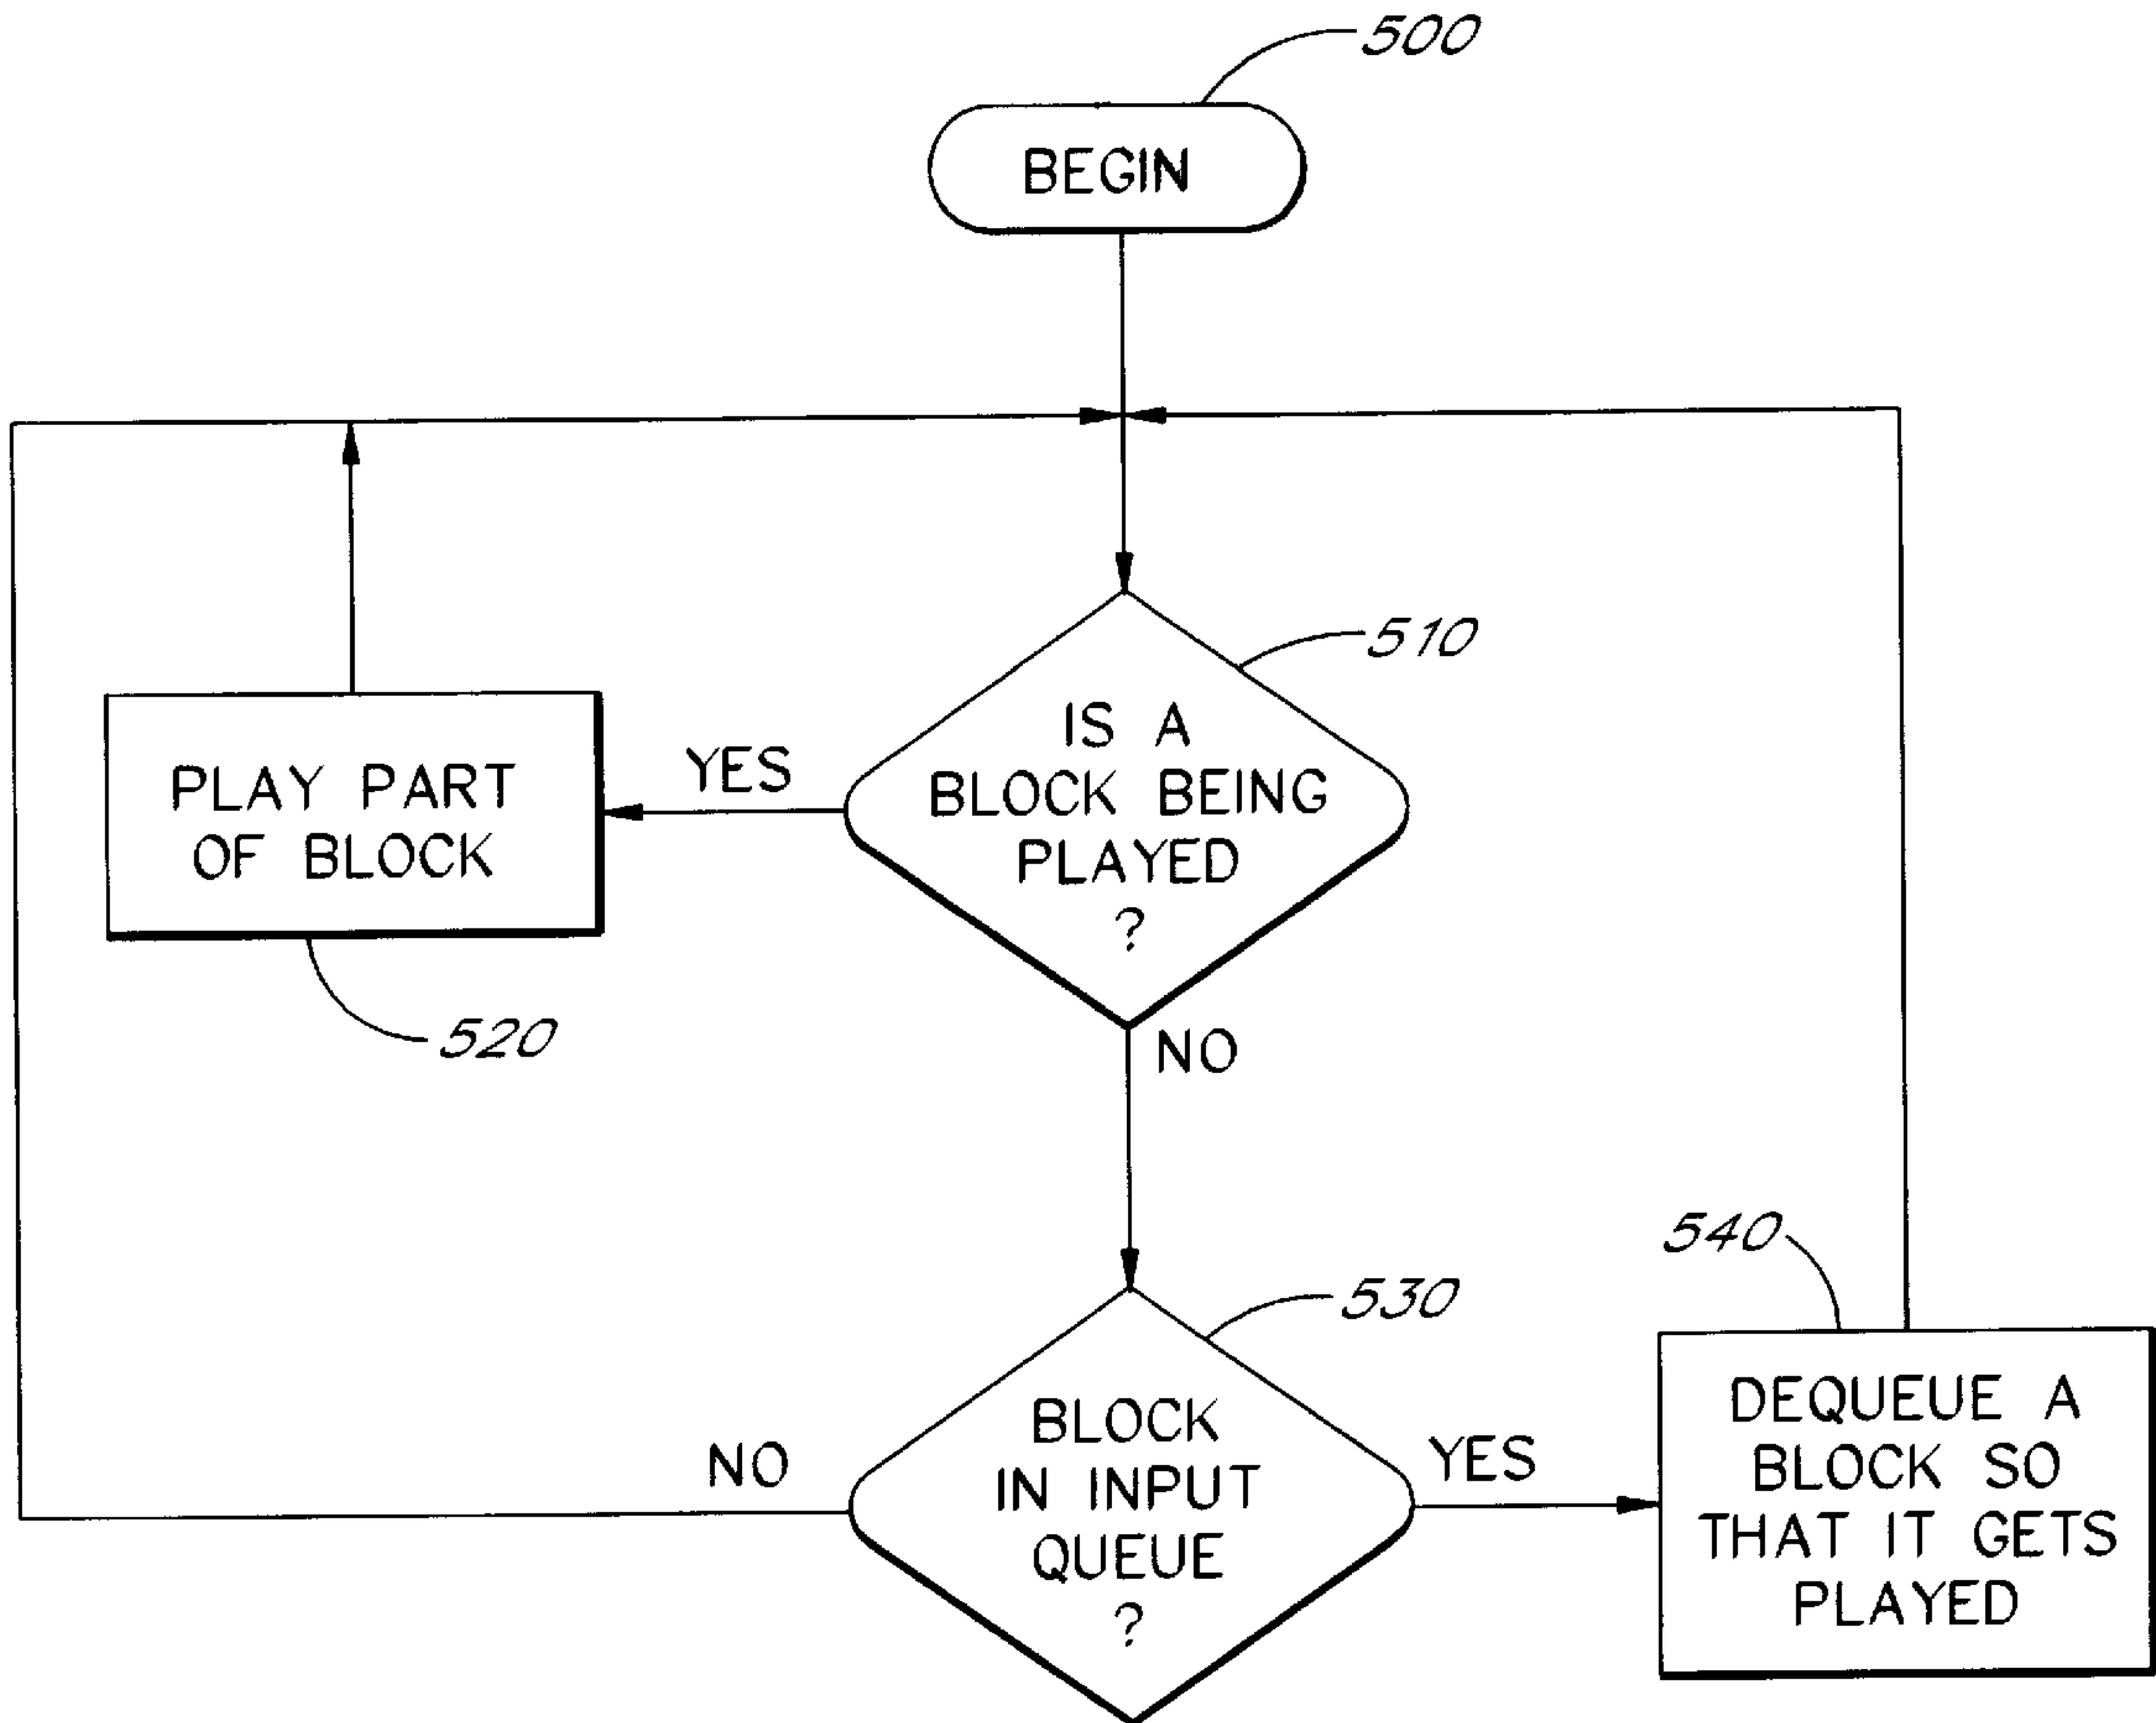 500
BEGIN
510
IS A
BLOCK BEING
PLAYED
?
YES
PLAY PART
OF BLOCK
520
NO
530
BLOCK
IN INPUT
QUEUE
?
NO
YES
540
DEQUEUE A
BLOCK SO
THAT IT GETS
PLAYED